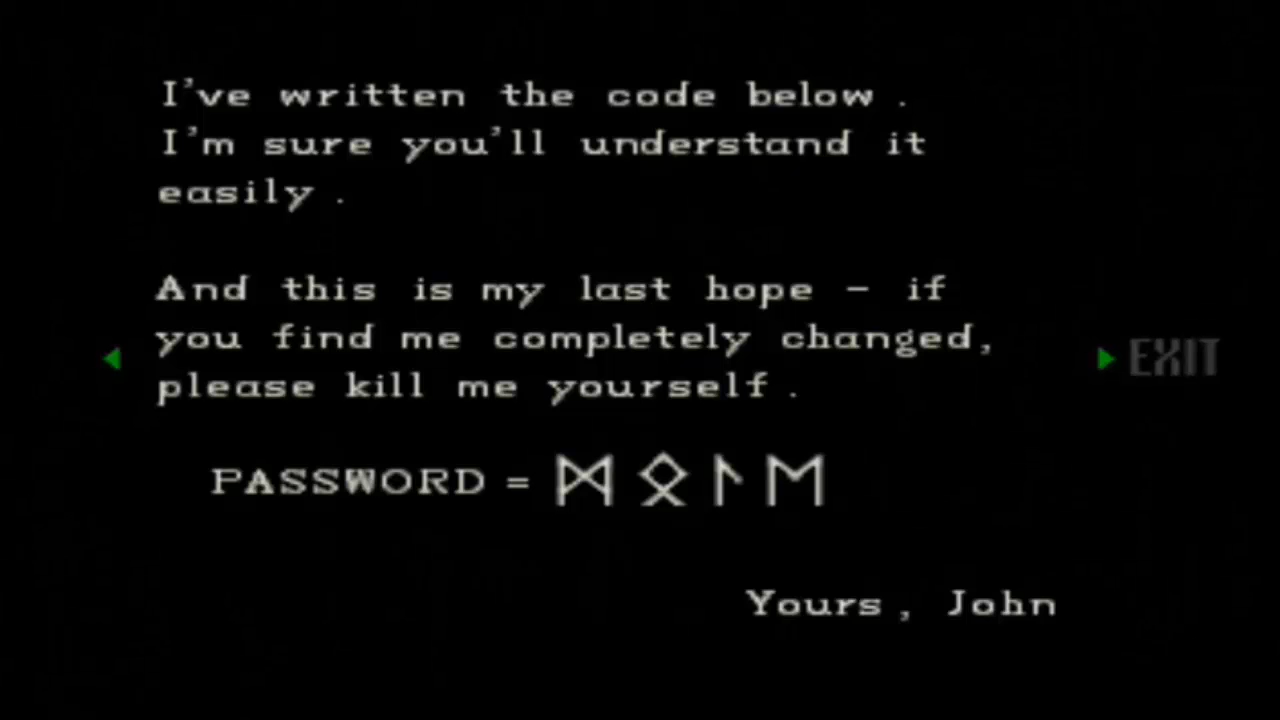 I've written the code below .
I'm sure you'll understand it
easily .
And this is my last hope - if
you find me completely changed,
please kill me yourself .
EXIT
PASSWORD = ᛞᛟᚨᛖ
Yours , John